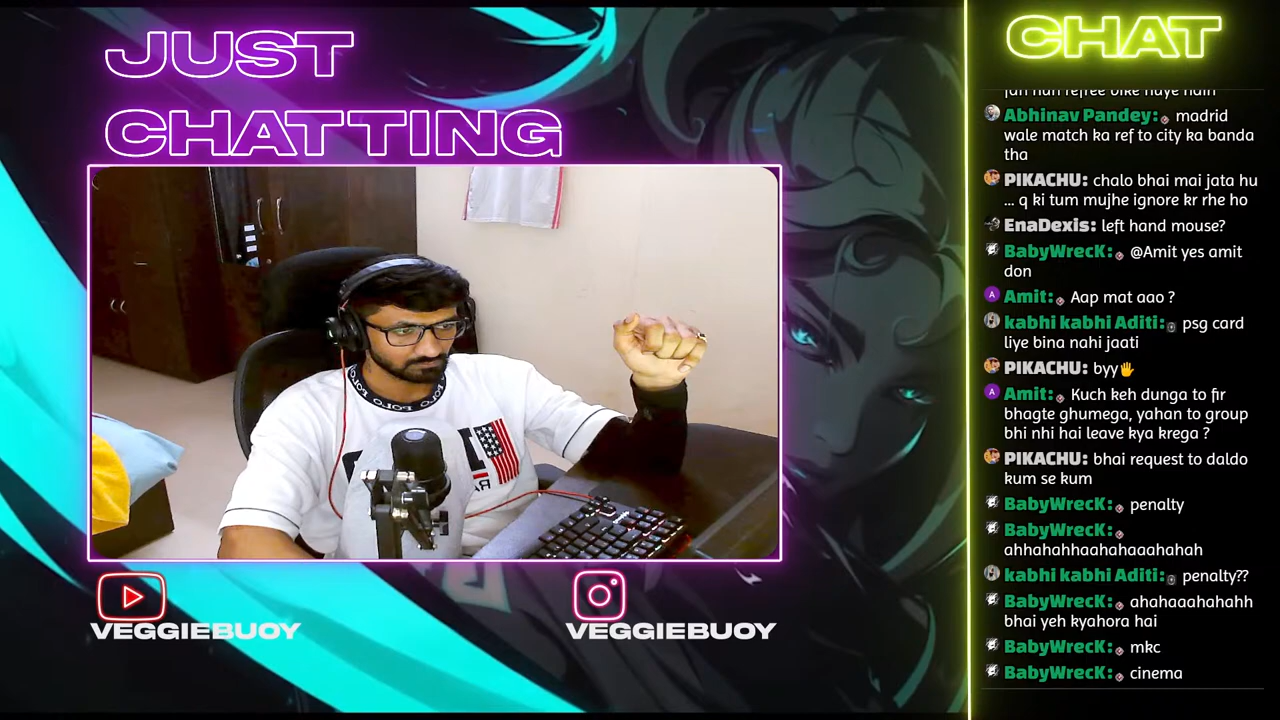 JUST
CHATTING
CHAT
Abhinav Pandey: madrid
wale match ka ref to city ka banda
tha
PIKACHU: chalo bhai mai jata hu
... q ki tum mujhe ignore kr rhe ho
EnaDexis: left hand mouse?
BabyWrecK: @Amit yes amit
don
A Amit: Aap mat aao ?
kabhi kabhi Aditi: psg card
liye bina nahi jaati
PIKACHU: byy🖐
A Amit: Kuch keh dunga to fir
bhagte ghumega, yahan to group
bhi nhi hai leave kya krega ?
PIKACHU: bhai request to daldo
kum se kum
BabyWrecK: penalty
BabyWrecK:
ahhahahhaahahaaahahah
kabhi kabhi Aditi: penalty??
BabyWrecK: ahahaaahahahh
bhai yeh kyahora hai
BabyWrecK: mkc
BabyWrecK: cinema
POLO POLO POLO
VEGGIEBUOY
VEGGIEBUOY